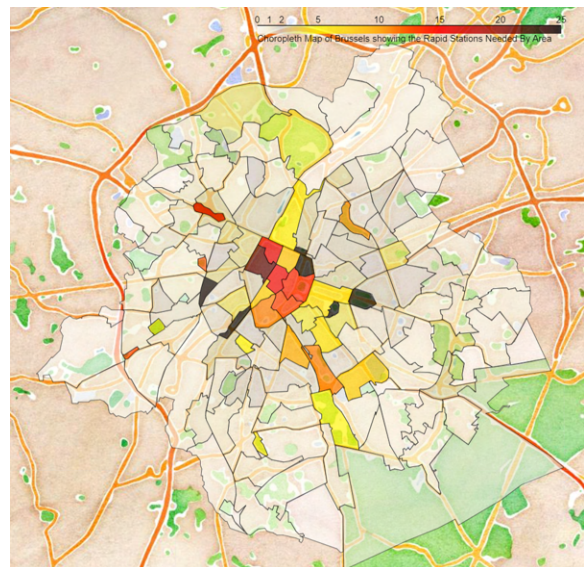 0 1 2 5 10 15 20 25
Choropleth Map of Brussels showing the Rapid Stations Needed By Area